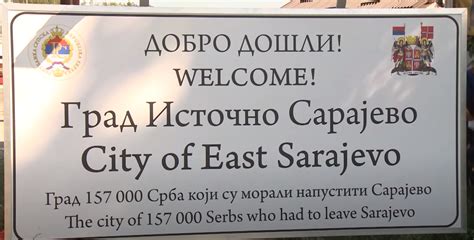 ДОБРО ДОШЛИ!
WELCOME!
Град Источно Сарајево
City of East Sarajevo
Град 157 000 Срба који су морали напустити Сарајево
The city of 157 000 Serbs who had to leave Sarajevo